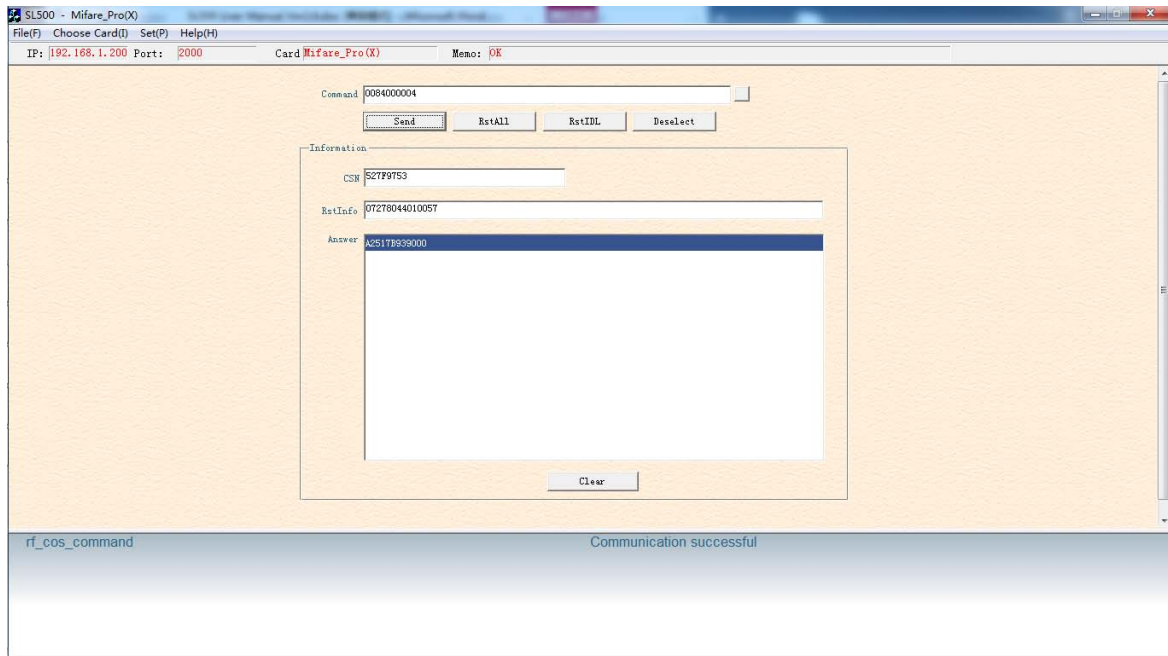 SL500 - Mifare_Pro(X)
File(F) Choose Card(I) Set(P) Help(H)
IP: 192.168.1.200 Port: 2000 Card Mifare_Pro(X) Memo: OK
Command 0084000004
Send RstAll RstIDL Deselect
Information
CSN 527F9753
RstInfo 07278044010057
Answer A2517B939000
Clear
rf_cos_command Communication successful